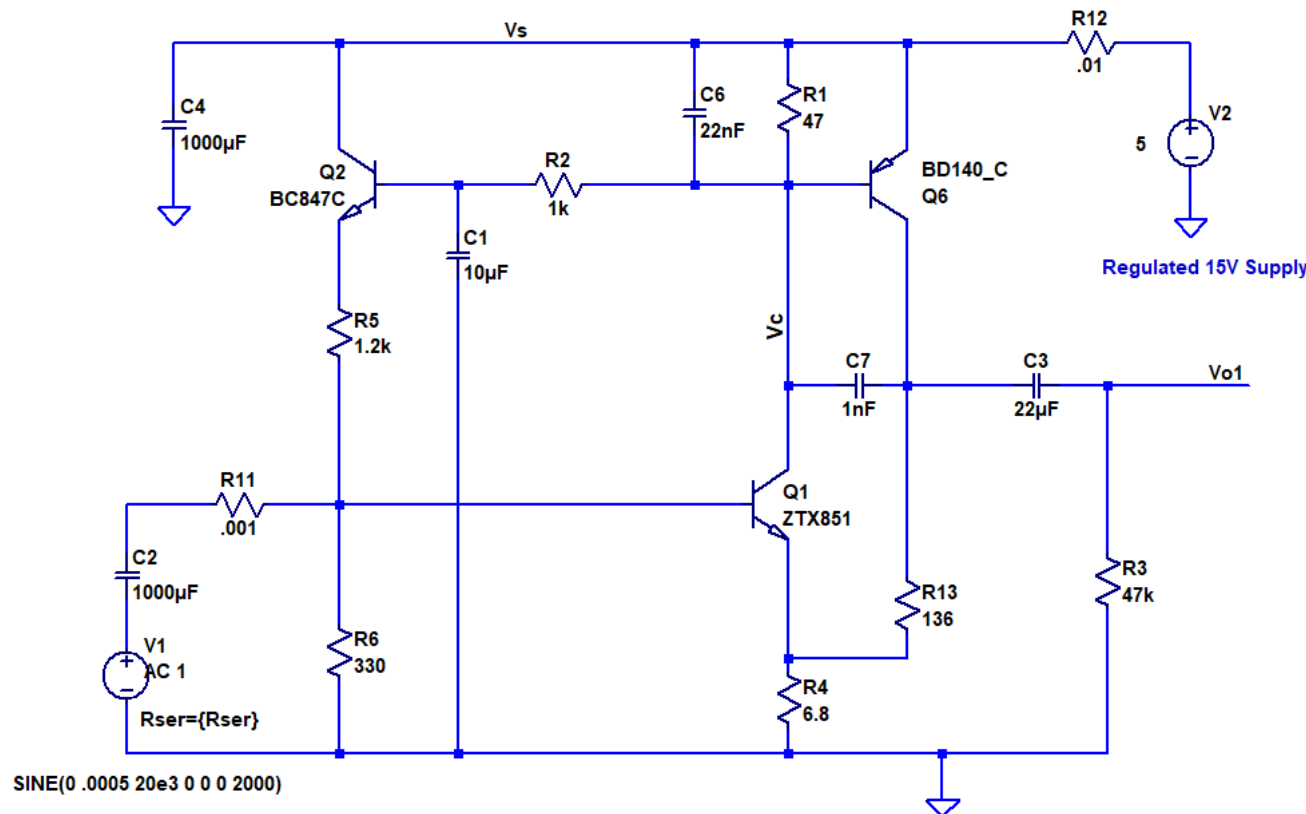 Vs
R12
.01
C4
1000µF
C6
22nF
R1
47
V2
5
Q2
BC847C
R2
1k
BD140_C
Q6
C1
10µF
Regulated 15V Supply
R5
1.2k
Vc
C7
1nF
C3
22µF
Vo1
R11
.001
Q1
ZTX851
C2
1000µF
R3
47k
R13
136
V1
AC 1
R6
330
R4
6.8
Rser={Rser}
SINE(0 .0005 20e3 0 0 0 2000)